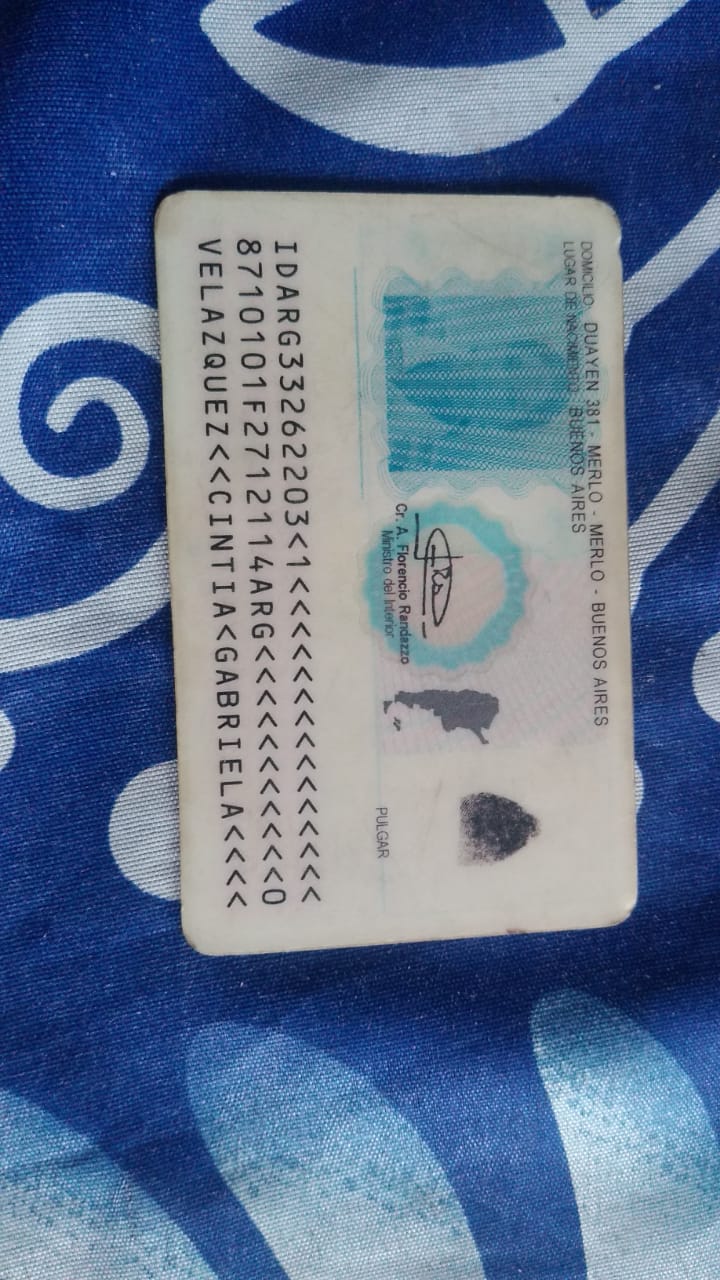 DOMICILIO: DUAYEN 381 - MERLO - MERLO - BUENOS AIRES
LUGAR DE NACIMIENTO: BUENOS AIRES
Cr. A. Florencio Randazzo
Ministro del Interior
PULGAR
IDARG33262203<1<<<<<<<<<<<<<<<
8710101F2712114ARG<<<<<<<<<<<0
VELAZQUEZ<<CINTIA<GABRIELA<<<<